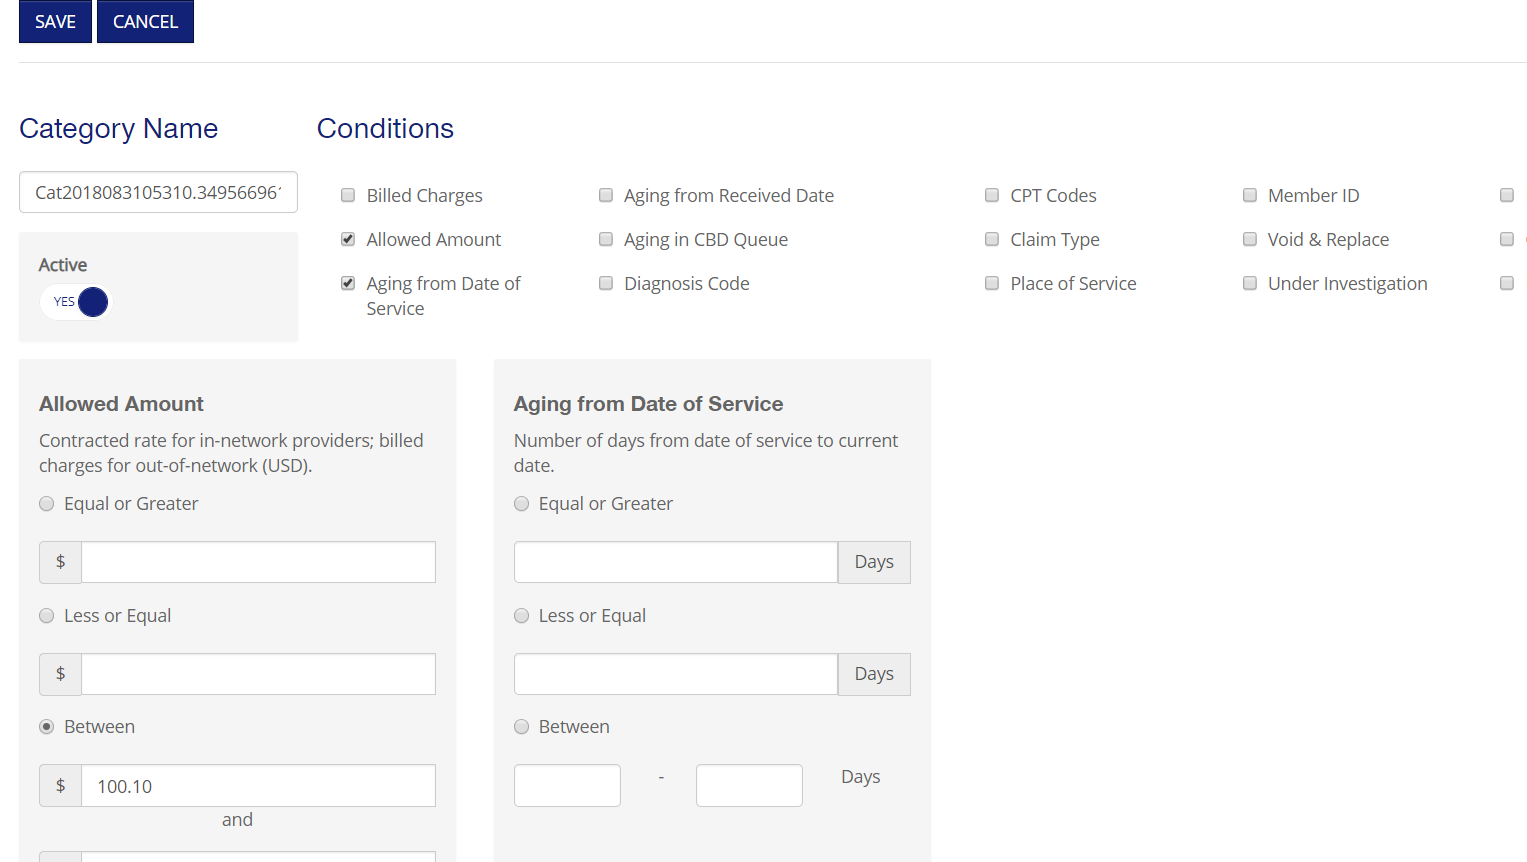 SAVE CANCEL
Category Name Conditions
Cat2018083105310.34956696
Billed Charges Aging from Received Date CPT Codes Member ID
Allowed Amount Aging in CBD Queue Claim Type Void & Replace
Active
Aging from Date of Service Diagnosis Code Place of Service Under Investigation
YES
Allowed Amount
Contracted rate for in-network providers; billed
charges for out-of-network (USD).
Equal or Greater
$
Less or Equal
$
Between
$ 100.10
and
Aging from Date of Service
Number of days from date of service to current
date.
Equal or Greater
Days
Less or Equal
Days
Between
- Days